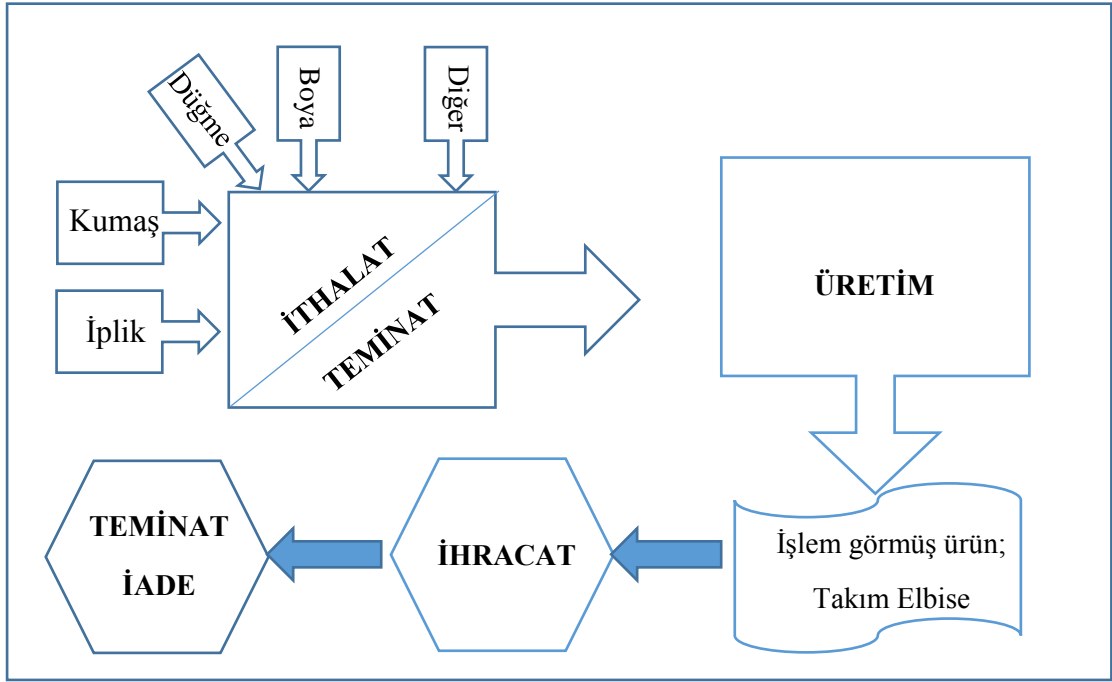 Düğme
Boya
Diğer
Kumaş
İplik
İTHALAT
TEMİNAT
ÜRETİM
TEMİNAT
İADE
İHRACAT
İşlem görmüş ürün;
Takım Elbise